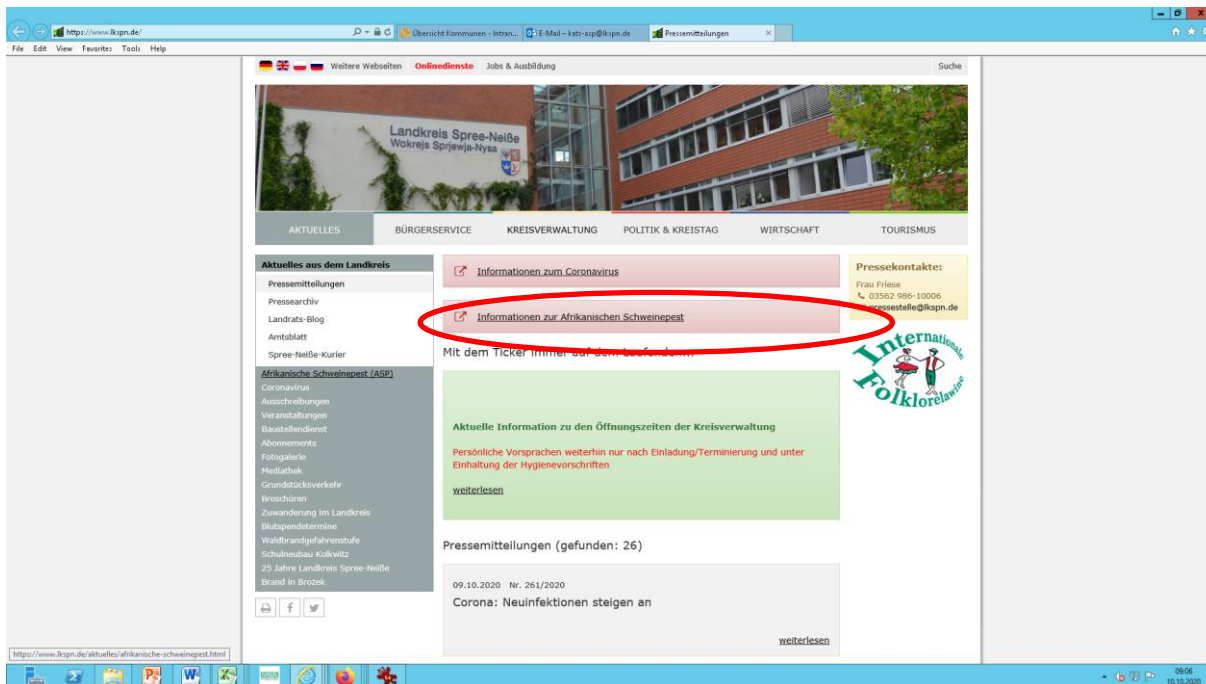 https://www.lkspn.de/
Übersicht Kommunen – Intran...
E-Mail – kats-asp@lkspn.de
Pressemitteilungen
File Edit View Favorites Tools Help
Weitere Webseiten Onlinedienste Jobs & Ausbildung Suche
Landkreis Spree-Neiße
Wokrejs Sprjewja-Nysa
AKTUELLES BÜRGERSERVICE KREISVERWALTUNG POLITIK & KREISTAG WIRTSCHAFT TOURISMUS
Aktuelles aus dem Landkreis
Pressemitteilungen
Pressearchiv
Landrats-Blog
Amtsblatt
Spree-Neiße-Kurier
Afrikanische Schweinepest (ASP)
Coronavirus
Ausschreibungen
Veranstaltungen
Baustellendienst
Abonnements
Fotogalerie
Mediathek
Grundstücksverkehr
Broschüren
Zuwanderung im Landkreis
Blutspendetermine
Waldbrandgefahrenstufe
Schulneubau Kolkwitz
25 Jahre Landkreis Spree-Neiße
Brand in Brozek
Informationen zum Coronavirus
Informationen zur Afrikanischen Schweinepest
Mit dem Ticker immer auf dem
Aktuelle Information zu den Öffnungszeiten der Kreisverwaltung
Persönliche Vorsprachen weiterhin nur nach Einladung/Terminierung und unter
Einhaltung der Hygienevorschriften
weiterlesen
Pressemitteilungen (gefunden: 26)
09.10.2020 Nr. 261/2020
Corona: Neuinfektionen steigen an
weiterlesen
Pressekontakte:
Frau Friese
03562 986-10006
pressestelle@lkspn.de
Internationale
Folklorelawine
https://www.lkspn.de/aktuelles/afrikanische-schweinepest.html
09:06
10.10.2020